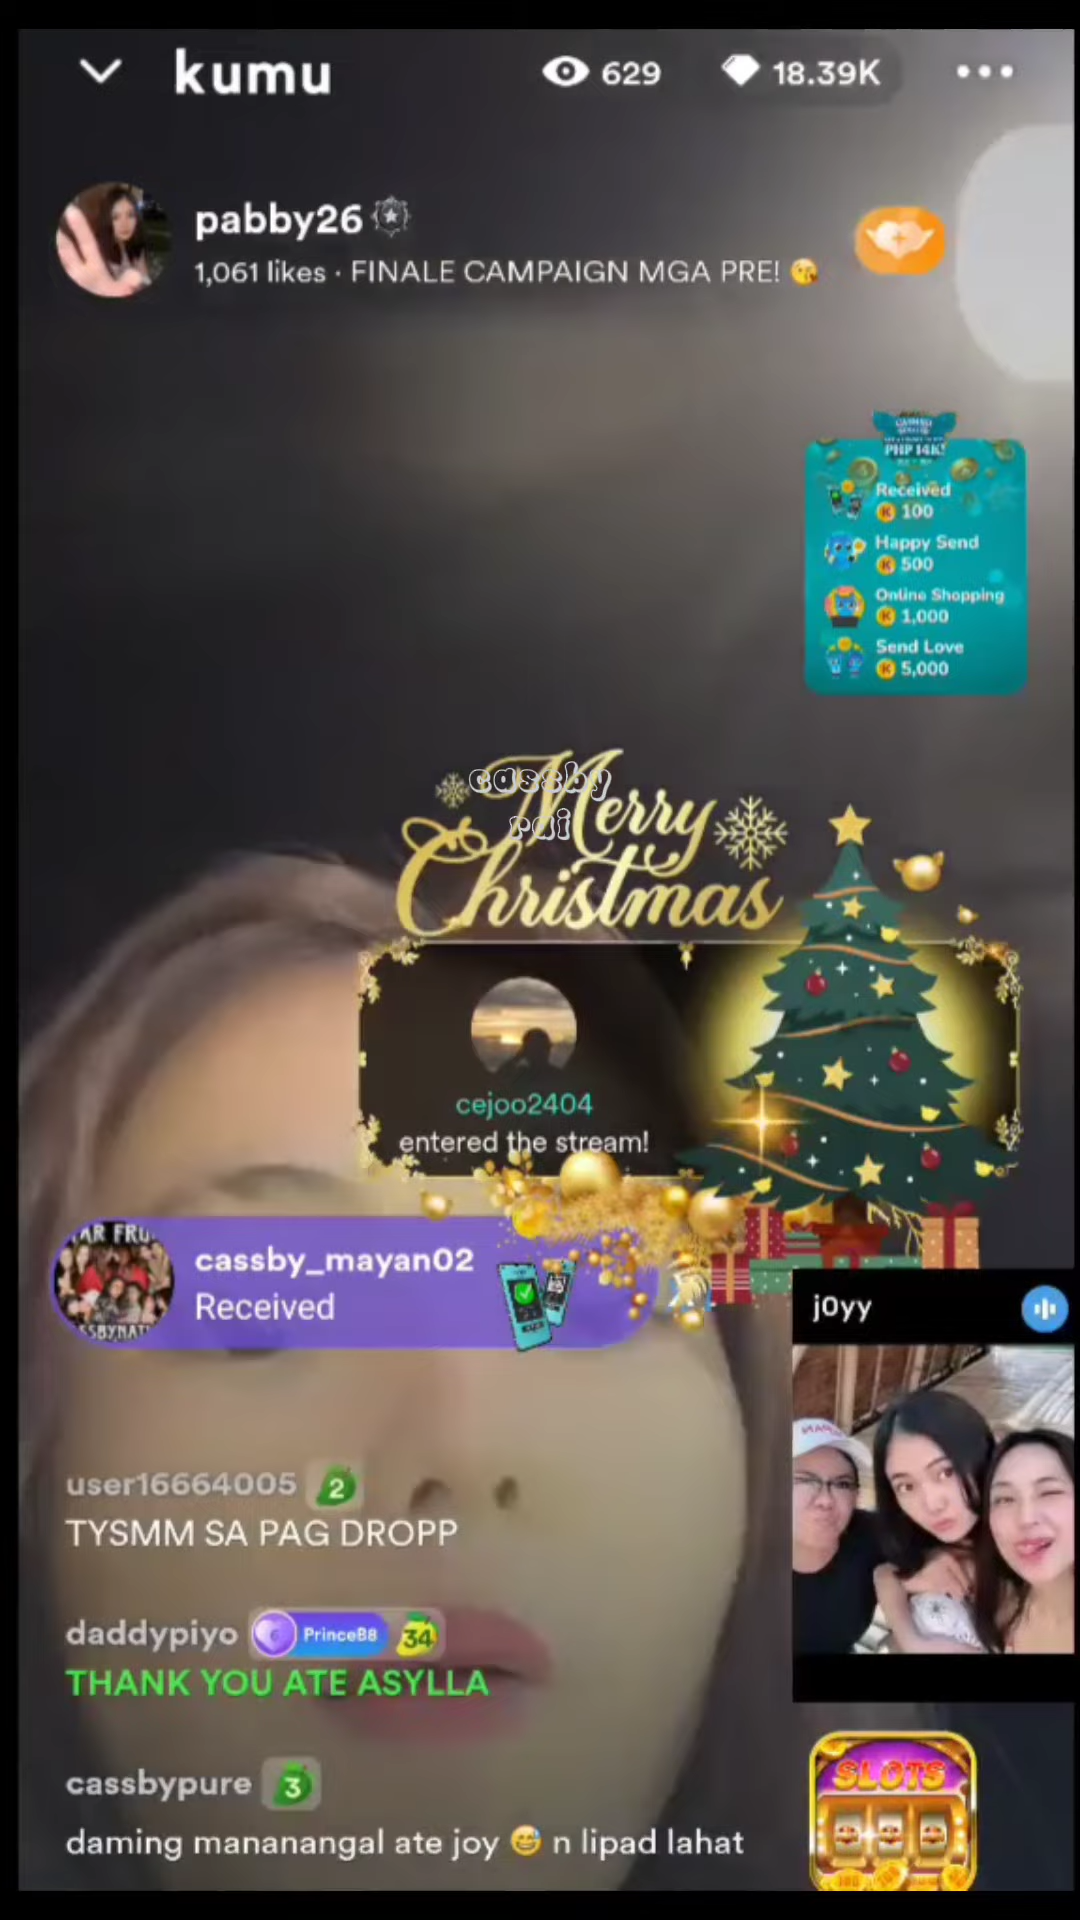 kumu
629
18.39K
pabby26
1,061 likes · FINALE CAMPAIGN MGA PRE! 😘
PHP 14K!
Received
K 100
Happy Send
K 500
Online Shopping
K 1,000
Send Love
K 5,000
Merry
Christmas
cassby
rai
cejoo2404
entered the stream!
cassby_mayan02
Received
j0yy
user16664005 2
TYSMM SA PAG DROPP
daddypiyo PrinceB8 34
THANK YOU ATE ASYLLA
cassbypure 3
daming mananangal ate joy 😅 n lipad lahat
SLOTS